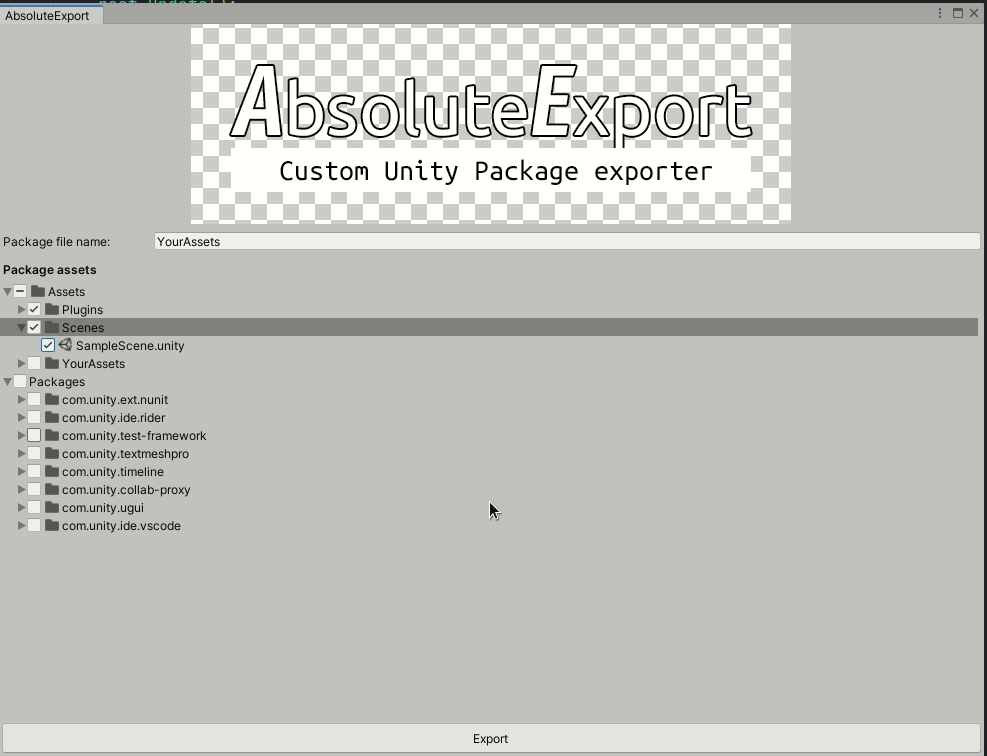 AbsoluteExport
AbsoluteExport
Custom Unity Package exporter
Package file name: YourAssets
Package assets
Assets
Plugins
Scenes
SampleScene.unity
YourAssets
Packages
com.unity.ext.nunit
com.unity.ide.rider
com.unity.test-framework
com.unity.textmeshpro
com.unity.timeline
com.unity.collab-proxy
com.unity.ugui
com.unity.ide.vscode
Export